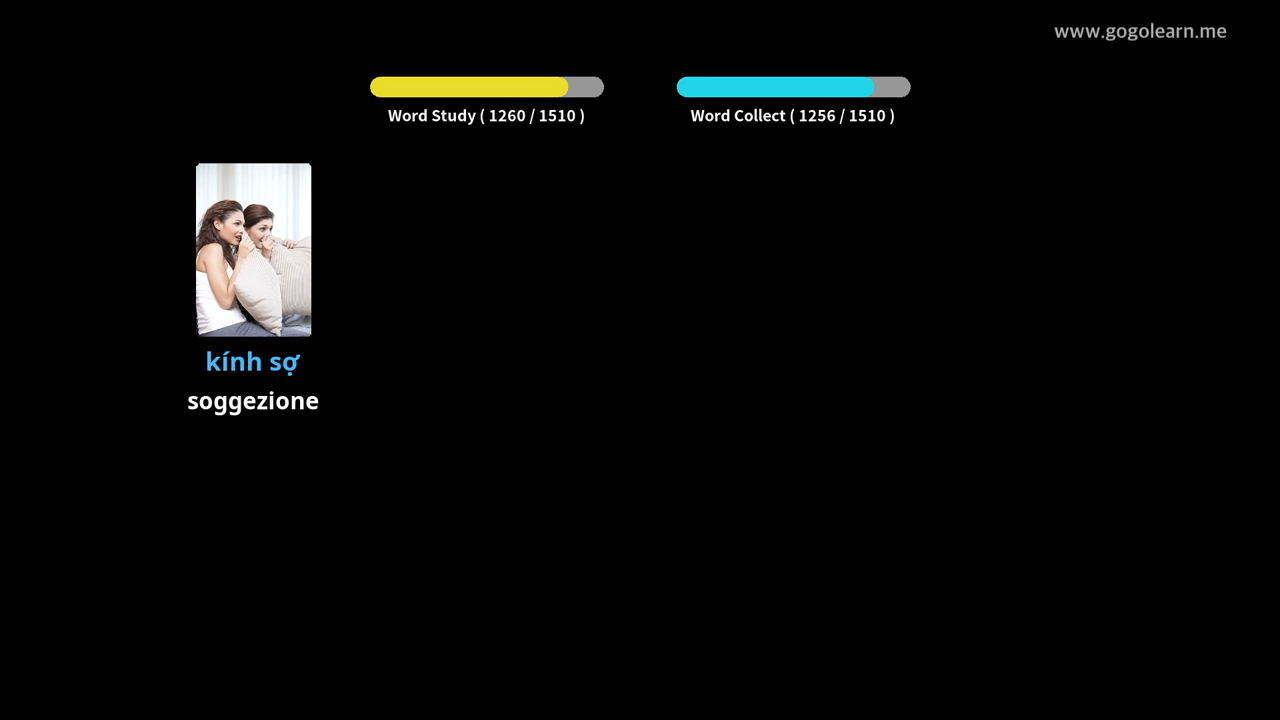 www.gogolearn.me
Word Study ( 1260 / 1510 )
Word Collect ( 1256 / 1510 )
kính sợ
soggezione